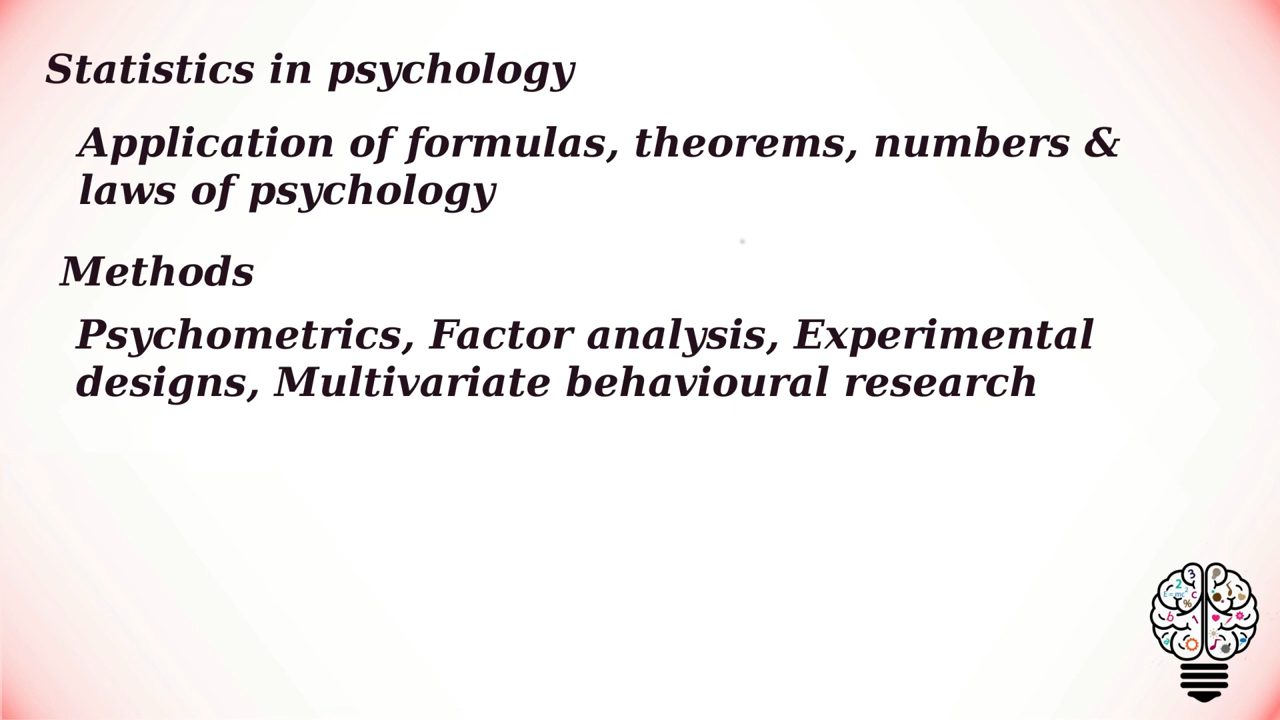 Statistics in psychology
Application of formulas, theorems, numbers &
laws of psychology
Methods
Psychometrics, Factor analysis, Experimental
designs, Multivariate behavioural research